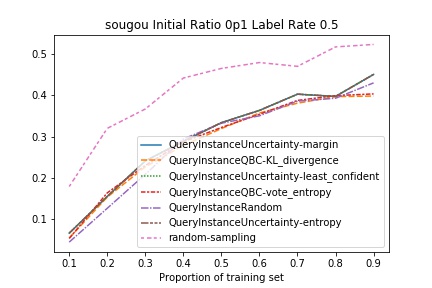 sougou Initial Ratio 0p1 Label Rate 0.5
0.5
0.4
0.3
0.2
0.1
QueryInstanceUncertainty-margin
QueryInstanceQBC-KL_divergence
QueryInstanceUncertainty-least_confident
QueryInstanceQBC-vote_entropy
QueryInstanceRandom
QueryInstanceUncertainty-entropy
random-sampling
0.1 0.2 0.3 0.4 0.5 0.6 0.7 0.8 0.9
Proportion of training set